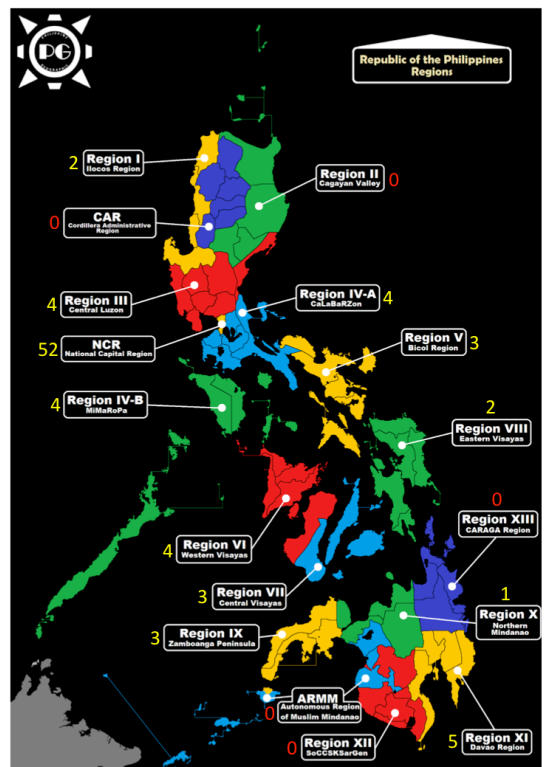 PHILIPPINE
PG
Republic of the Philippines
Regions
2 Region I
Ilocos Region
Region II
Cagayan Valley 0
0 CAR
Cordillera Administrative
Region
4 Region III
Central Luzon
Region IV-A 4
CaLaBaRZon
52 NCR
National Capital Region
Region V 3
Bicol Region
4 Region IV-B
MiMaRoPa
2
Region VIII
Eastern Visayas
0
Region XIII
CARAGA Region
4 Region VI
Western Visayas
3 Region VII
Central Visayas
1
Region X
Northern
Mindanao
3 Region IX
Zamboanga Peninsula
0 ARMM
Autonomous Region
of Muslim Mindanao
5 Region XI
Davao Region
0 Region XII
SoCCSKSarGen